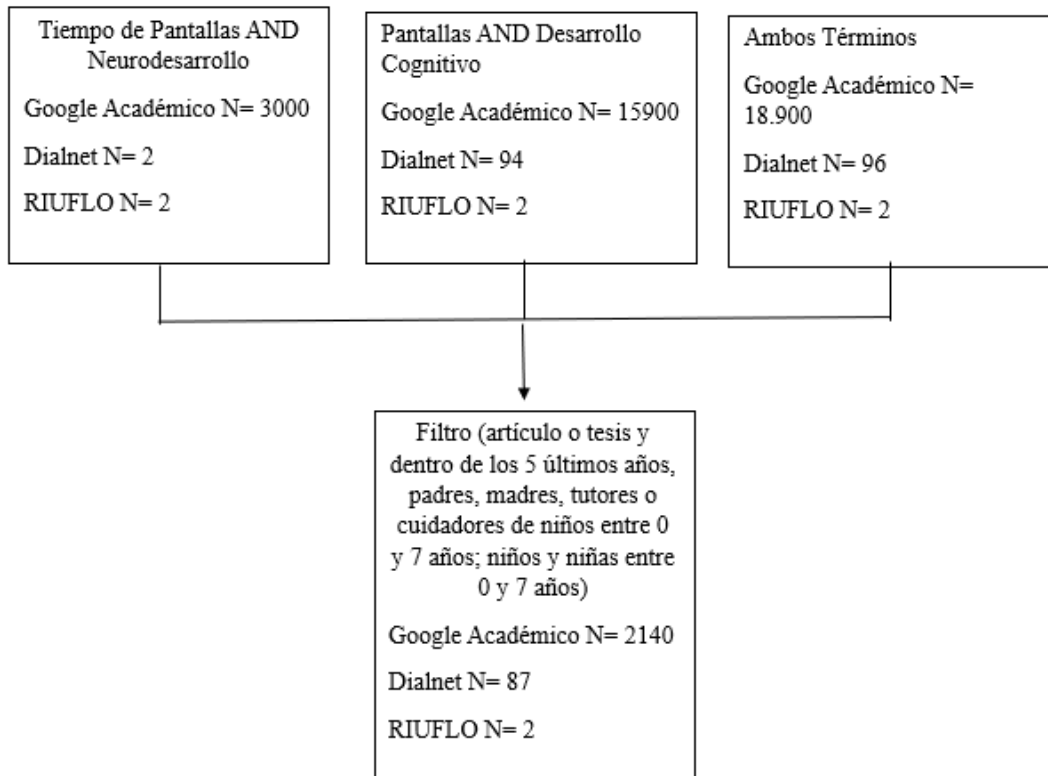 Tiempo de Pantallas AND
Neurodesarrollo
Google Académico N= 3000
Dialnet N= 2
RIUFLO N= 2
Pantallas AND Desarrollo
Cognitivo
Google Académico N= 15900
Dialnet N= 94
RIUFLO N= 2
Ambos Términos
Google Académico N=
18.900
Dialnet N= 96
RIUFLO N= 2
Filtro (artículo o tesis y
dentro de los 5 últimos años,
padres, madres, tutores o
cuidadores de niños entre 0
y 7 años; niños y niñas entre
0 y 7 años)
Google Académico N= 2140
Dialnet N= 87
RIUFLO N= 2